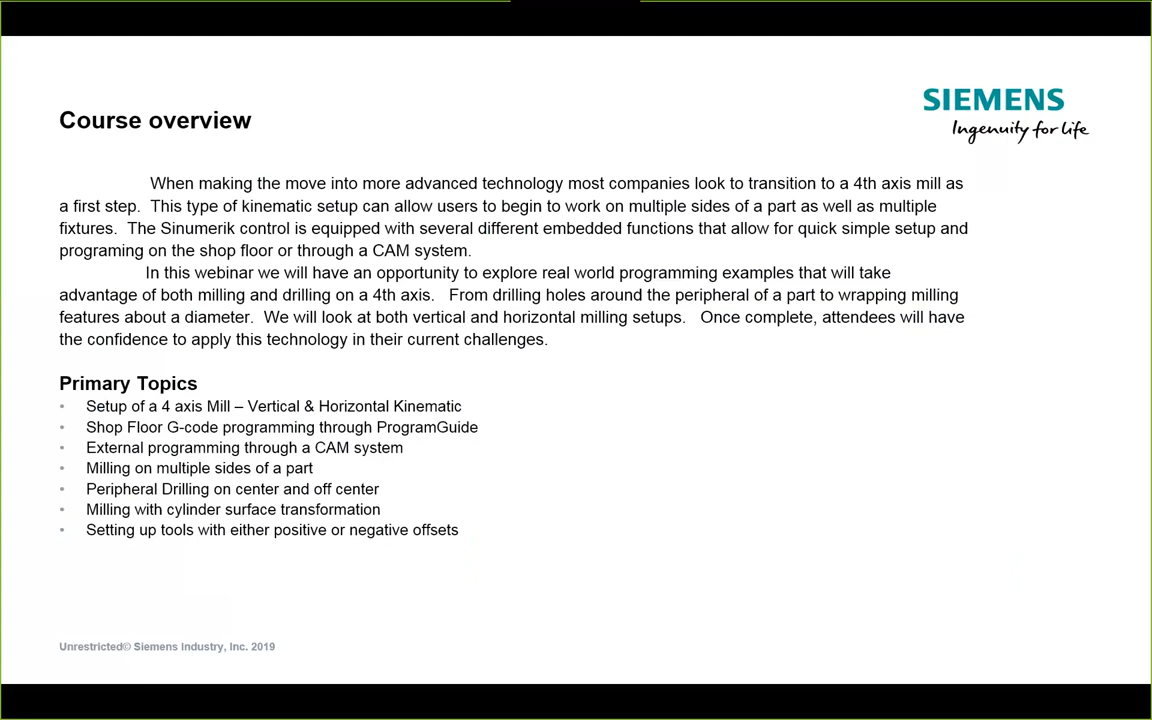 SIEMENS
Ingenuity for life
Course overview
When making the move into more advanced technology most companies look to transition to a 4th axis mill as
a first step.  This type of kinematic setup can allow users to begin to work on multiple sides of a part as well as multiple
fixtures.  The Sinumerik control is equipped with several different embedded functions that allow for quick simple setup and
programing on the shop floor or through a CAM system.
In this webinar we will have an opportunity to explore real world programming examples that will take
advantage of both milling and drilling on a 4th axis.   From drilling holes around the peripheral of a part to wrapping milling
features about a diameter.  We will look at both vertical and horizontal milling setups.   Once complete, attendees will have
the confidence to apply this technology in their current challenges.
Primary Topics
• Setup of a 4 axis Mill – Vertical & Horizontal Kinematic
• Shop Floor G-code programming through ProgramGuide
• External programming through a CAM system
• Milling on multiple sides of a part
• Peripheral Drilling on center and off center
• Milling with cylinder surface transformation
• Setting up tools with either positive or negative offsets
Unrestricted© Siemens Industry, Inc. 2019